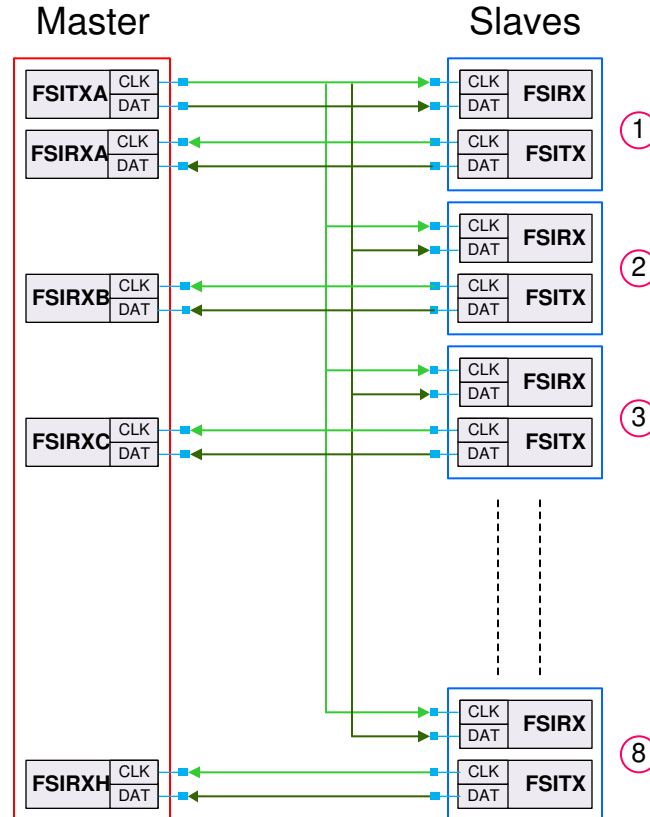 Master
Slaves
FSITXA CLK
DAT
CLK FSIRX
DAT
1
FSIRXA CLK
DAT
CLK FSITX
DAT
CLK FSIRX
DAT
2
FSIRXB CLK
DAT
CLK FSITX
DAT
CLK FSIRX
DAT
3
FSIRXC CLK
DAT
CLK FSITX
DAT
CLK FSIRX
DAT
8
FSIRXH CLK
DAT
CLK FSITX
DAT